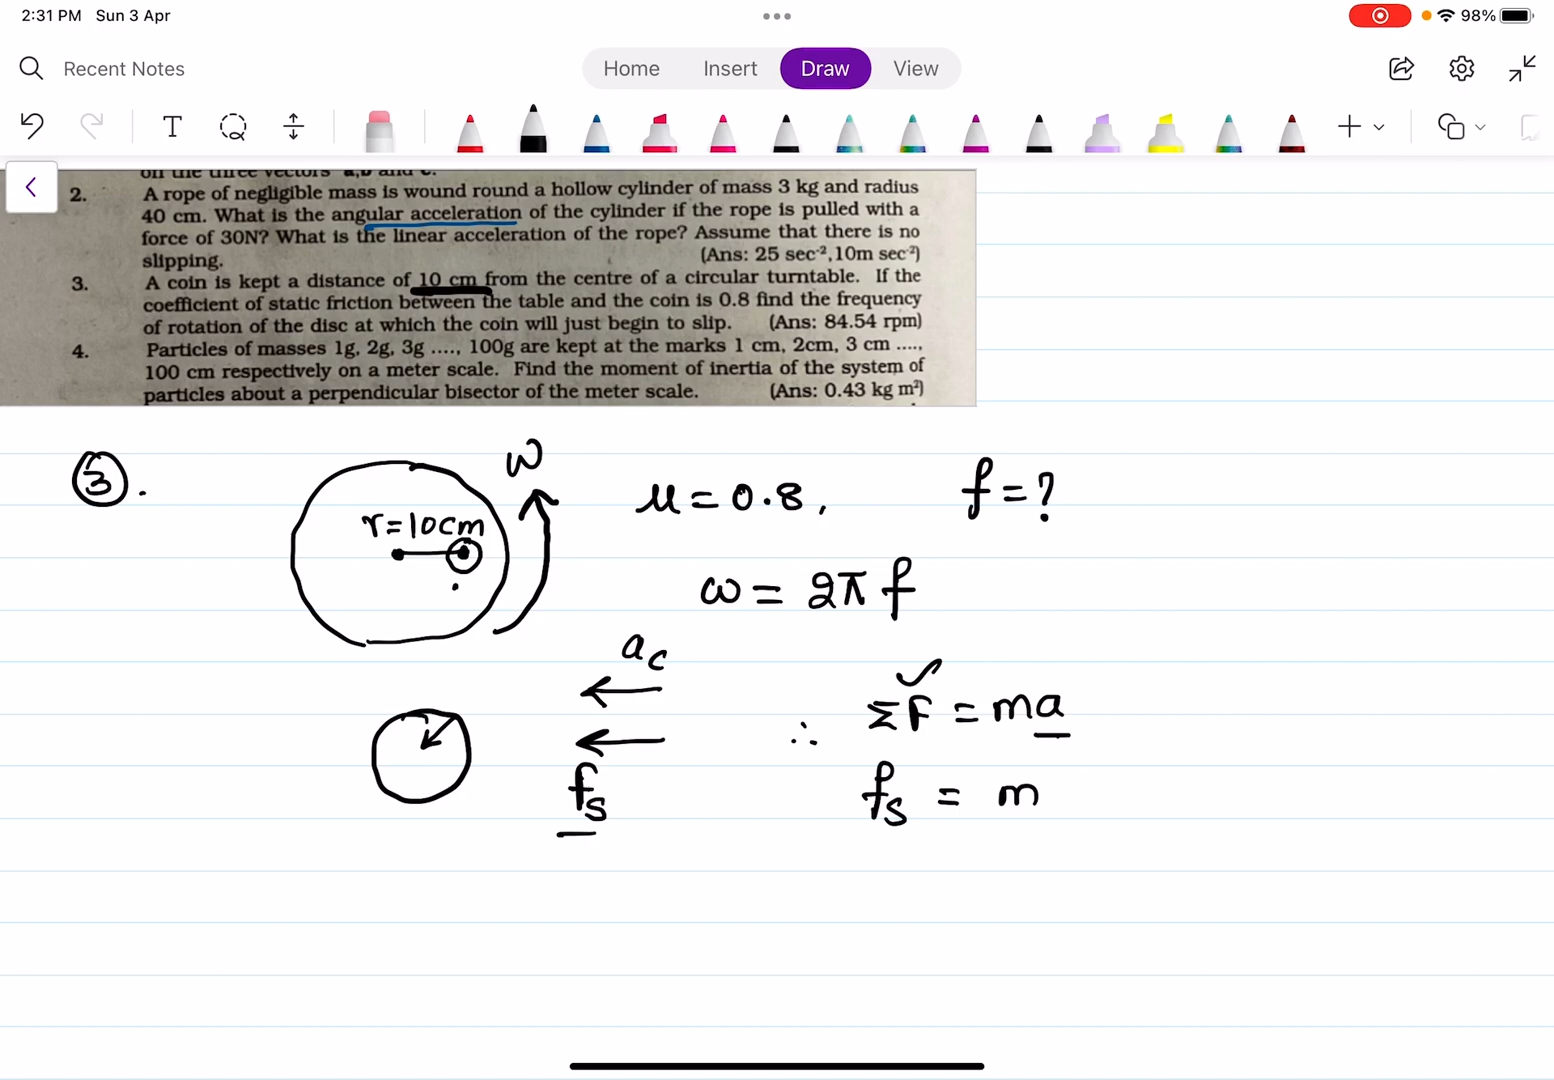 2:31 PM Sun 3 Apr
98%
Recent Notes
Home Insert Draw View
T
on the three vectors a,b and c.
2. A rope of negligible mass is wound round a hollow cylinder of mass 3 kg and radius
40 cm. What is the angular acceleration of the cylinder if the rope is pulled with a
force of 30N? What is the linear acceleration of the rope? Assume that there is no
slipping. (Ans: 25 sec⁻²,10m sec⁻²)
3. A coin is kept a distance of 10 cm from the centre of a circular turntable. If the
coefficient of static friction between the table and the coin is 0.8 find the frequency
of rotation of the disc at which the coin will just begin to slip. (Ans: 84.54 rpm)
4. Particles of masses 1g, 2g, 3g ...., 100g are kept at the marks 1 cm, 2cm, 3 cm ....,
100 cm respectively on a meter scale. Find the moment of inertia of the system of
particles about a perpendicular bisector of the meter scale. (Ans: 0.43 kg m²)
3.
ω
r=10cm
μ=0.8, f=?
ω = 2π f
a_c
∴ ΣF = ma
f_s
f_s = m